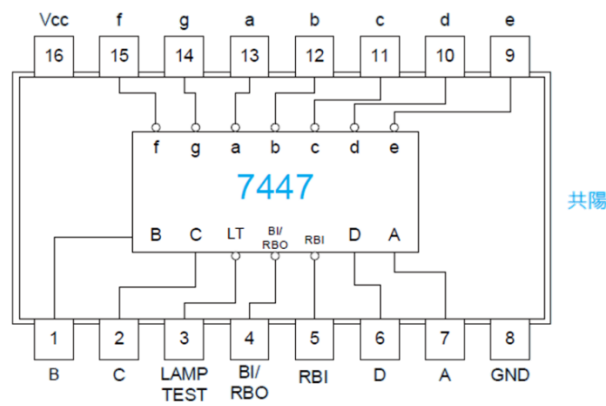 Vcc f g a b c d e
16 15 14 13 12 11 10 9
f g a b c d e
7447
共陽
B C LT BI/RBO RBI D A
1 2 3 4 5 6 7 8
B C LAMP TEST BI/RBO RBI D A GND